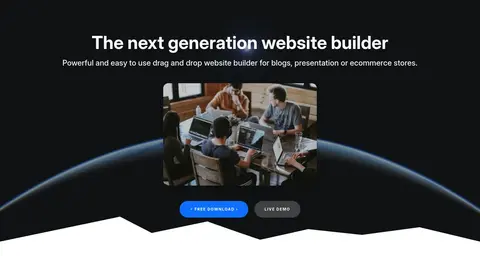 The next generation website builder
Powerful and easy to use drag and drop website builder for blogs, presentation or ecommerce stores.
FREE DOWNLOAD
LIVE DEMO